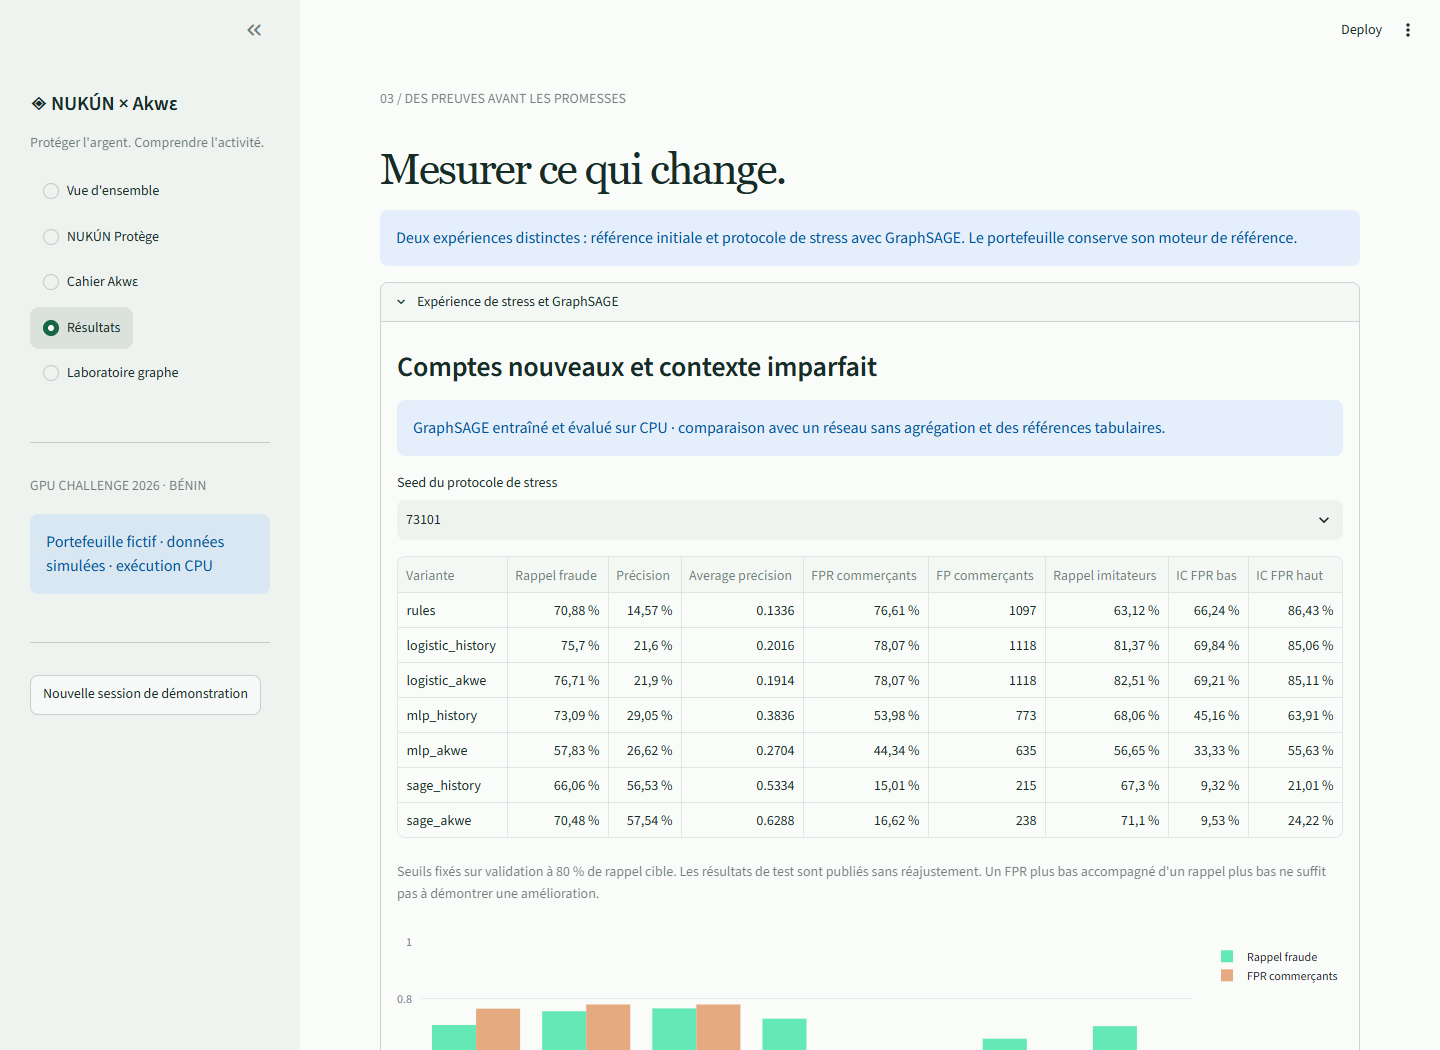 Deploy
◈ NUKÚN × Akwɛ
Protéger l'argent. Comprendre l'activité.
Vue d'ensemble
NUKÚN Protège
Cahier Akwɛ
Résultats
Laboratoire graphe
GPU CHALLENGE 2026 · BÉNIN
Portefeuille fictif · données
simulées · exécution CPU
Nouvelle session de démonstration
03 / DES PREUVES AVANT LES PROMESSES
Mesurer ce qui change.
Deux expériences distinctes : référence initiale et protocole de stress avec GraphSAGE. Le portefeuille conserve son moteur de référence.
Expérience de stress et GraphSAGE
Comptes nouveaux et contexte imparfait
GraphSAGE entraîné et évalué sur CPU · comparaison avec un réseau sans agrégation et des références tabulaires.
Seed du protocole de stress
73101
Variante Rappel fraude Précision Average precision FPR commerçants FP commerçants Rappel imitateurs IC FPR bas IC FPR haut
rules 70,88 % 14,57 % 0.1336 76,61 % 1097 63,12 % 66,24 % 86,43 %
logistic_history 75,7 % 21,6 % 0.2016 78,07 % 1118 81,37 % 69,84 % 85,06 %
logistic_akwe 76,71 % 21,9 % 0.1914 78,07 % 1118 82,51 % 69,21 % 85,11 %
mlp_history 73,09 % 29,05 % 0.3836 53,98 % 773 68,06 % 45,16 % 63,91 %
mlp_akwe 57,83 % 26,62 % 0.2704 44,34 % 635 56,65 % 33,33 % 55,63 %
sage_history 66,06 % 56,53 % 0.5334 15,01 % 215 67,3 % 9,32 % 21,01 %
sage_akwe 70,48 % 57,54 % 0.6288 16,62 % 238 71,1 % 9,53 % 24,22 %
Seuils fixés sur validation à 80 % de rappel cible. Les résultats de test sont publiés sans réajustement. Un FPR plus bas accompagné d'un rappel plus bas ne suffit
pas à démontrer une amélioration.
1
0.8
Rappel fraude
FPR commerçants